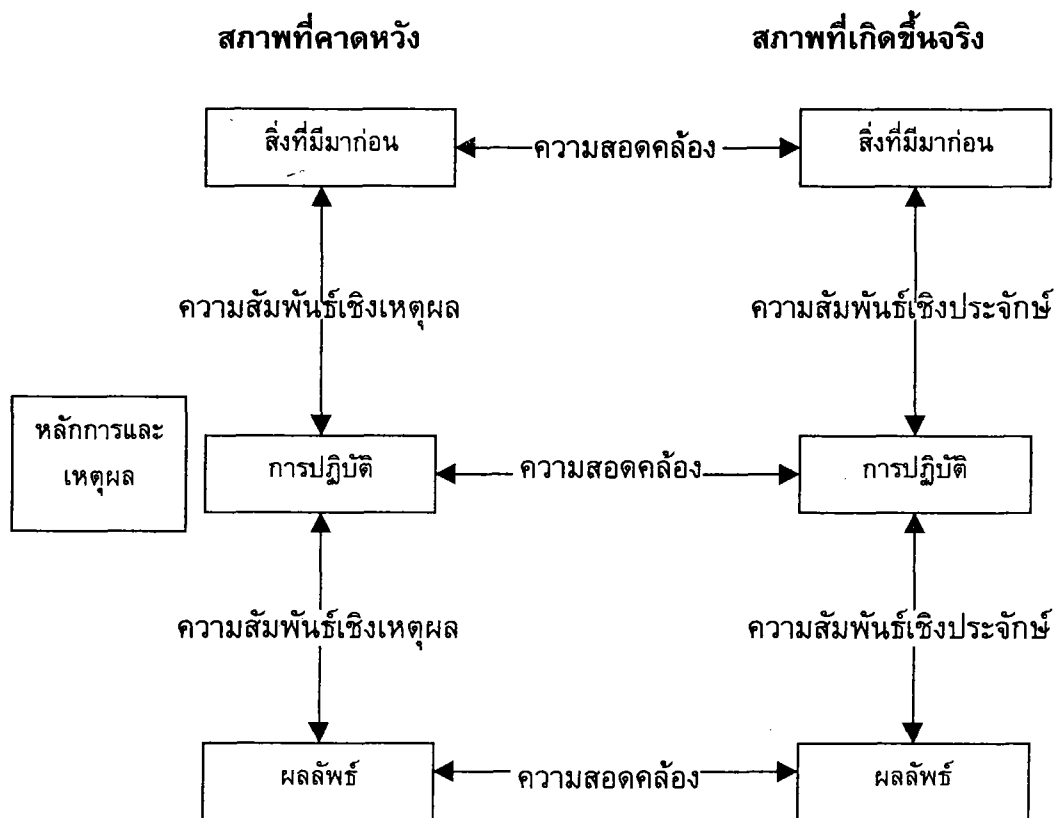 สภาพที่คาดหวัง สภาพที่เกิดขึ้นจริง
สิ่งที่มีมาก่อน ความสอดคล้อง สิ่งที่มีมาก่อน
ความสัมพันธ์เชิงเหตุผล ความสัมพันธ์เชิงประจักษ์
หลักการและ
เหตุผล
การปฏิบัติ ความสอดคล้อง การปฏิบัติ
ความสัมพันธ์เชิงเหตุผล ความสัมพันธ์เชิงประจักษ์
ผลลัพธ์ ความสอดคล้อง ผลลัพธ์